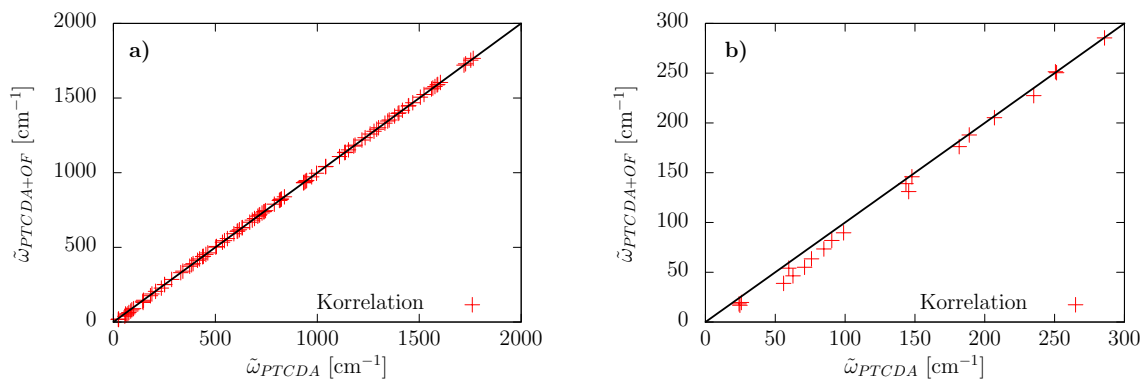 a)
2000
1500
1000
500
0
ω̃PTCDA+OF [cm⁻¹]
Korrelation
0 500 1000 1500 2000
ω̃PTCDA [cm⁻¹]
b)
300
250
200
150
100
50
0
ω̃PTCDA+OF [cm⁻¹]
Korrelation
0 50 100 150 200 250 300
ω̃PTCDA [cm⁻¹]